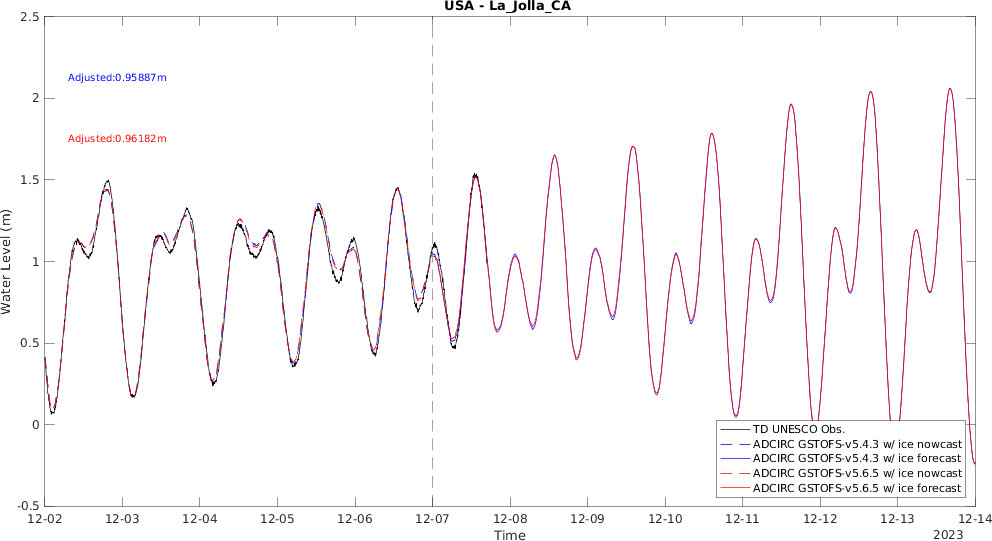 USA - La_Jolla_CA
2.5
2
1.5
1
0.5
0
-0.5
Water Level (m)
Adjusted:0.95887m
Adjusted:0.96182m
TD UNESCO Obs.
ADCIRC GSTOFS-v5.4.3 w/ ice nowcast
ADCIRC GSTOFS-v5.4.3 w/ ice forecast
ADCIRC GSTOFS-v5.6.5 w/ ice nowcast
ADCIRC GSTOFS-v5.6.5 w/ ice forecast
12-02 12-03 12-04 12-05 12-06 12-07 12-08 12-09 12-10 12-11 12-12 12-13 12-14
Time
2023